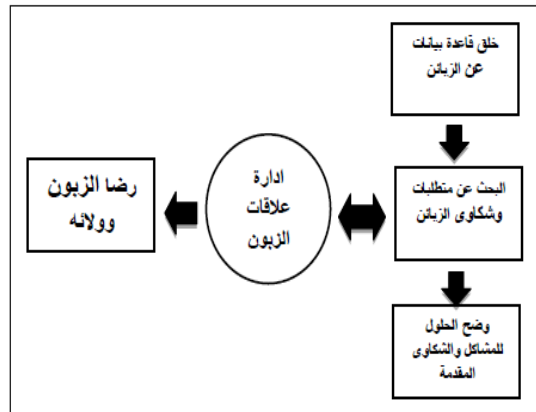 خلق قاعدة بيانات
عن الزبائن
البحث عن متطلبات
وشكاوى الزبائن
وضح الحلول
للمشاكل والشكاوى
المقدمة
ادارة
علاقات
الزبون
رضا الزبون
وولائه